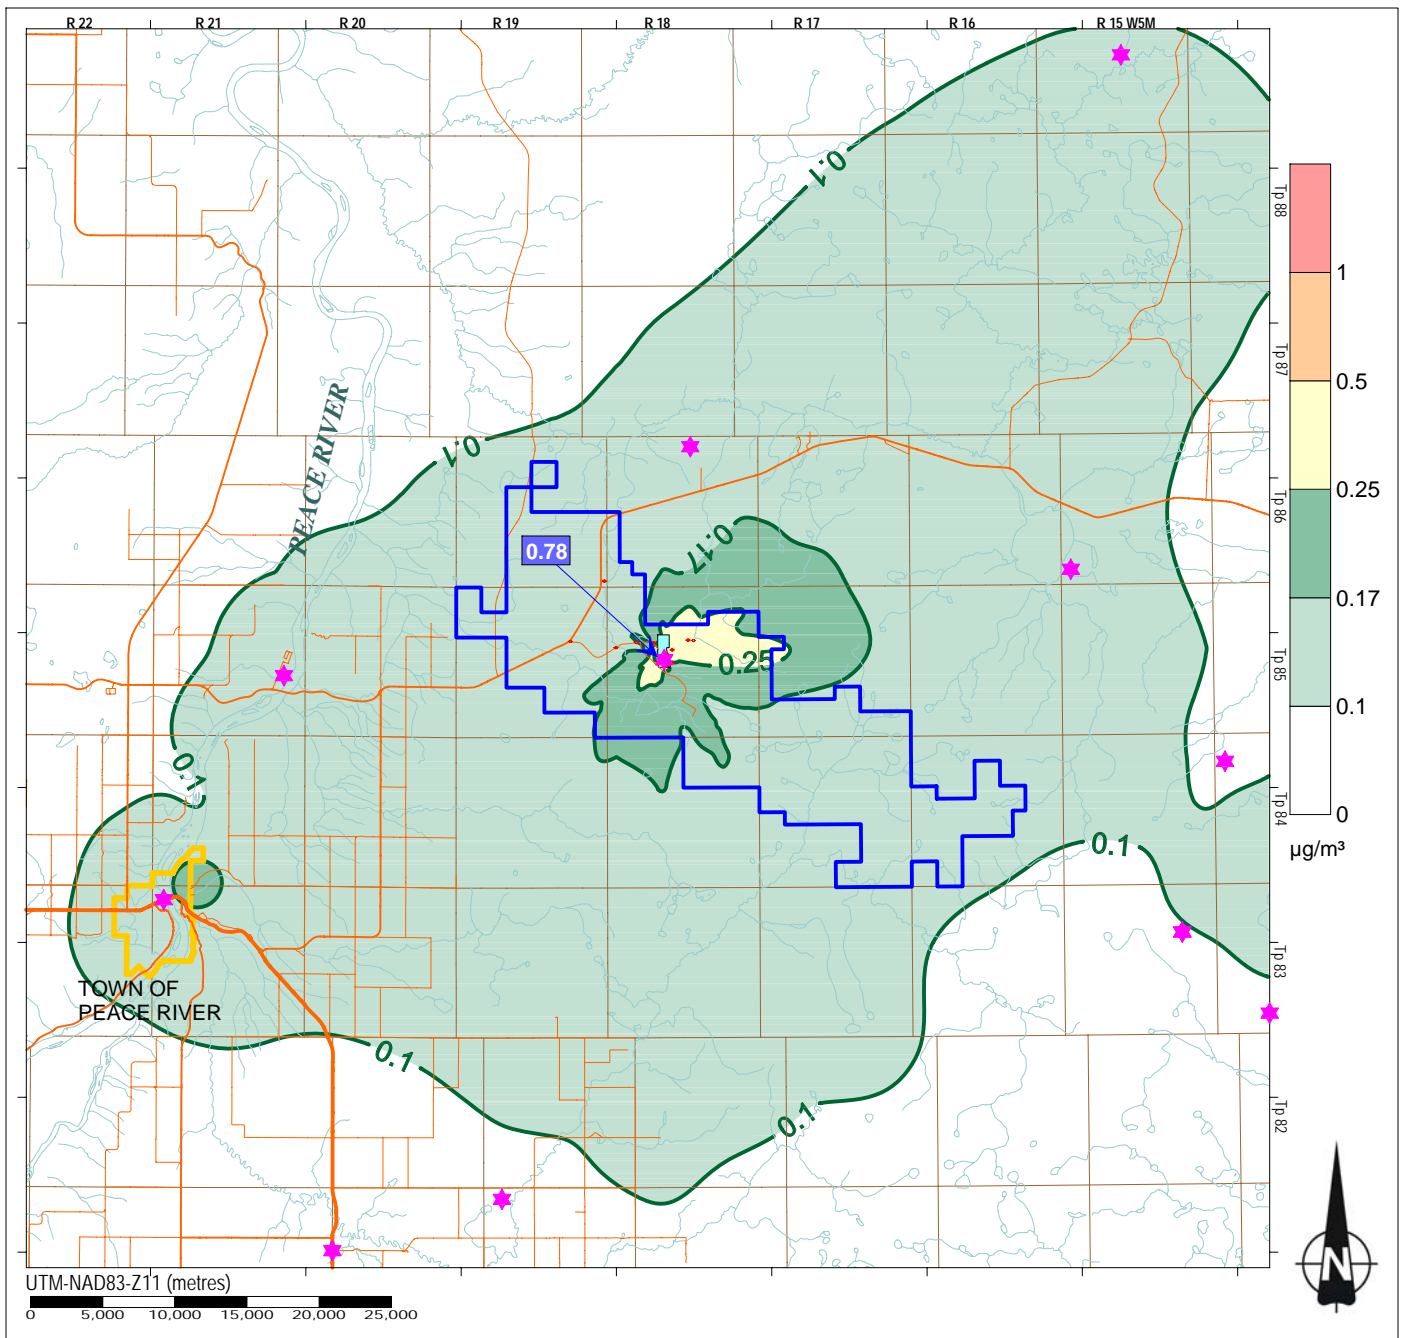 R 22 R 21 R 20 R 19 R 18 R 17 R 16 R 15 W5M
0.1
Tp 88
1
Tp 87
0.5
PEACE RIVER
0.1
0.25
Tp 86
0.17
0.78
0.17
Tp 85
0.25
0.1
0.1
Tp 84
0
0.1
µg/m³
Tp 83
TOWN OF
PEACE RIVER
0.1
0.1
Tp 82
N
UTM-NAD83-Z11 (metres)
0 5,000 10,000 15,000 20,000 25,000